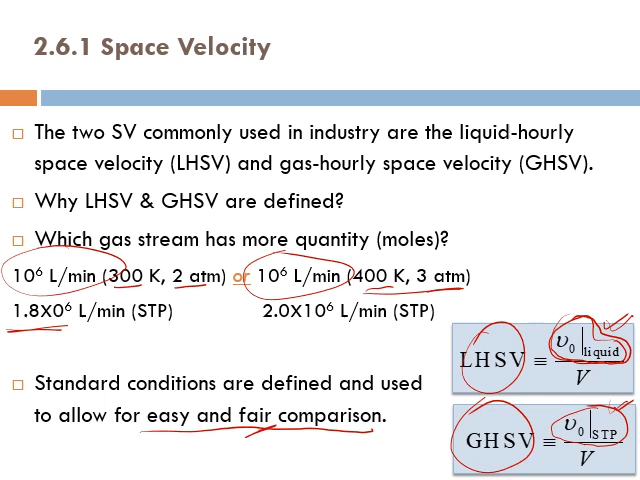 2.6.1 Space Velocity
The two SV commonly used in industry are the liquid-hourly
space velocity (LHSV) and gas-hourly space velocity (GHSV).
Why LHSV & GHSV are defined?
Which gas stream has more quantity (moles)?
10⁶ L/min (300 K, 2 atm) or 10⁶ L/min (400 K, 3 atm)
1.8X0⁶ L/min (STP) 2.0X10⁶ L/min (STP)
LHSV ≡ υ₀|liquid / V
Standard conditions are defined and used
to allow for easy and fair comparison.
GHSV ≡ υ₀|STP / V